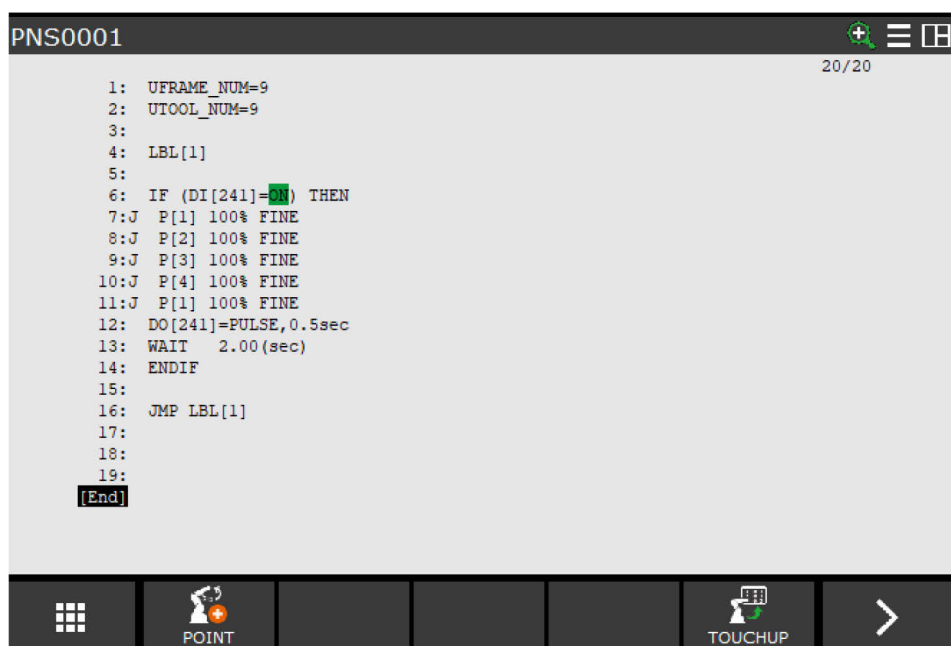 PNS0001
20/20
1: UFRAME_NUM=9
2: UTOOL_NUM=9
3:
4: LBL[1]
5:
6: IF (DI[241]=ON) THEN
7:J P[1] 100% FINE
8:J P[2] 100% FINE
9:J P[3] 100% FINE
10:J P[4] 100% FINE
11:J P[1] 100% FINE
12: DO[241]=PULSE,0.5sec
13: WAIT 2.00(sec)
14: ENDIF
15:
16: JMP LBL[1]
17:
18:
19:
[End]
POINT
TOUCHUP